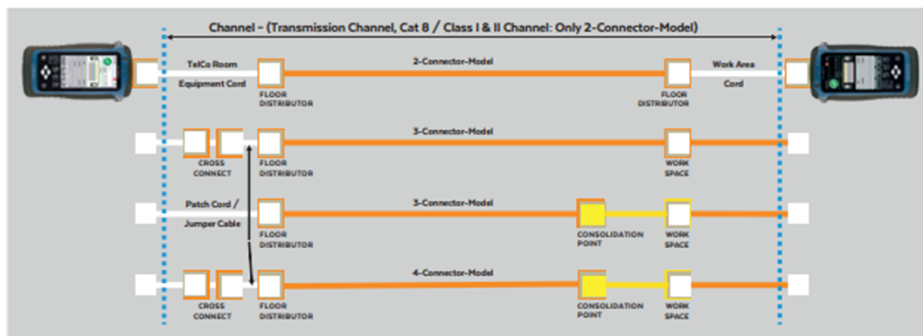 Channel - (Transmission Channel, Cat 8 / Class I & II Channel: Only 2-Connector-Model)
TelCo Room
Equipment Cord
2-Connector-Model
Work Area
Cord
FLOOR
DISTRIBUTOR
FLOOR
DISTRIBUTOR
3-Connector-Model
CROSS
CONNECT
FLOOR
DISTRIBUTOR
WORK
SPACE
Patch Cord /
Jumper Cable
3-Connector-Model
FLOOR
DISTRIBUTOR
CONSOLIDATION
POINT
WORK
SPACE
4-Connector-Model
CROSS
CONNECT
FLOOR
DISTRIBUTOR
CONSOLIDATION
POINT
WORK
SPACE